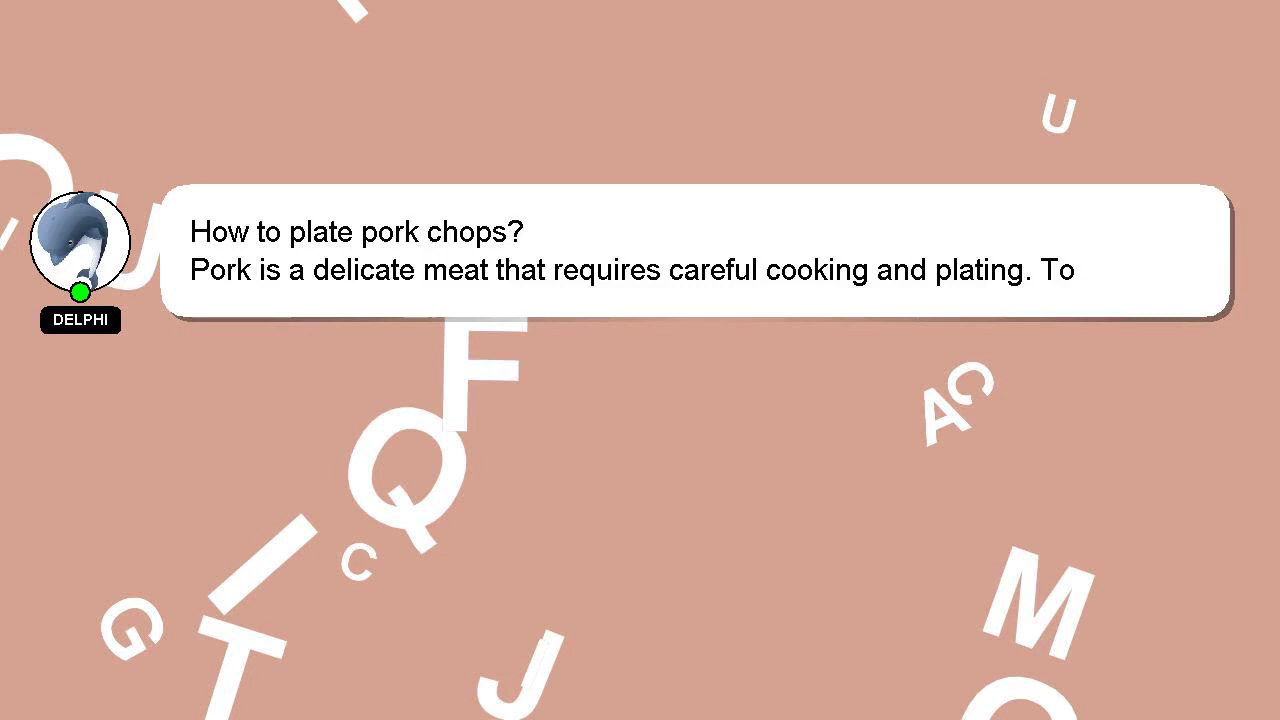 U
U
How to plate pork chops?
Pork is a delicate meat that requires careful cooking and plating. To
DELPHI
F
C
A
Q
I
C
M
G
T
J